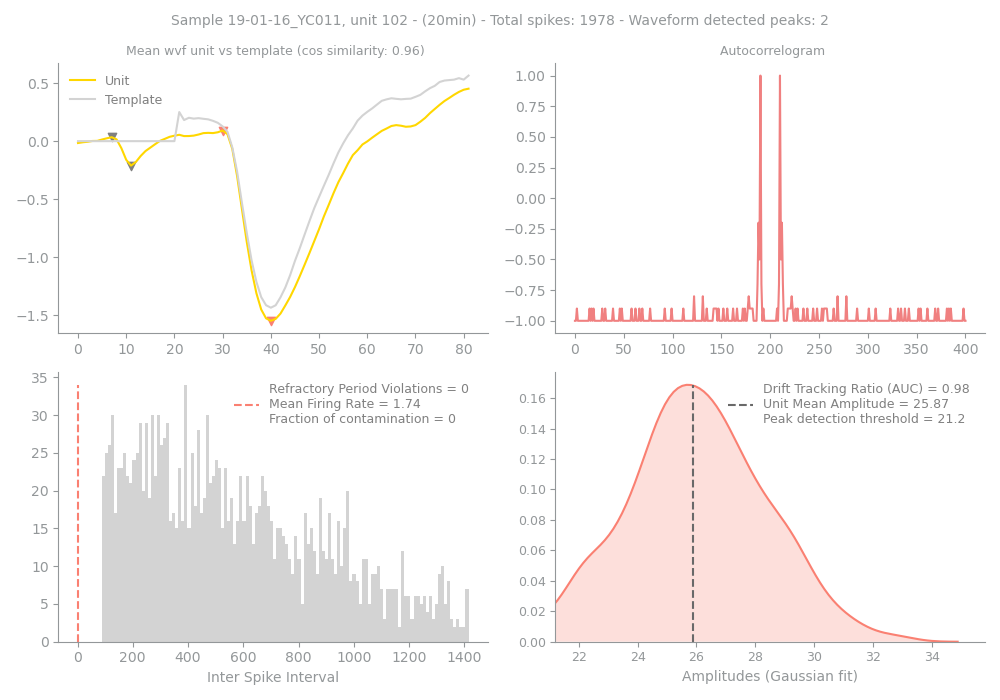 Sample 19-01-16_YC011, unit 102 - (20min) - Total spikes: 1978 - Waveform detected peaks: 2
Mean wvf unit vs template (cos similarity: 0.96)
Unit
Template
0.5
0.0
−0.5
−1.0
−1.5
0 10 20 30 40 50 60 70 80
Autocorrelogram
1.00
0.75
0.50
0.25
0.00
−0.25
−0.50
−0.75
−1.00
0 50 100 150 200 250 300 350 400
Refractory Period Violations = 0
Mean Firing Rate = 1.74
Fraction of contamination = 0
35
30
25
20
15
10
5
0
0 200 400 600 800 1000 1200 1400
Inter Spike Interval
Drift Tracking Ratio (AUC) = 0.98
Unit Mean Amplitude = 25.87
Peak detection threshold = 21.2
0.16
0.14
0.12
0.10
0.08
0.06
0.04
0.02
0.00
22 24 26 28 30 32 34
Amplitudes (Gaussian fit)